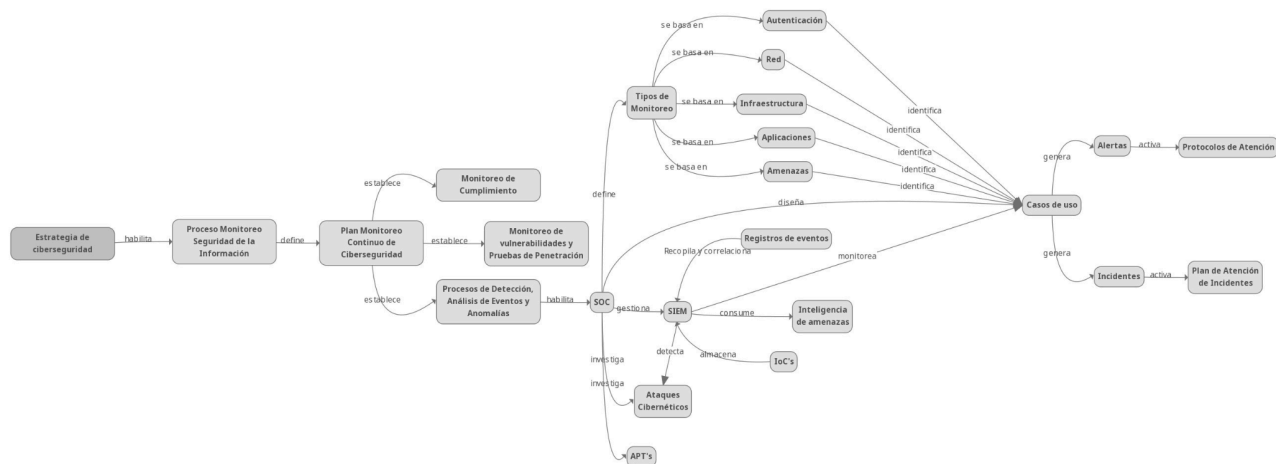 Estrategia de
ciberseguridad
habilita
Proceso Monitoreo
Seguridad de la
Información
define
Plan Monitoreo
Continuo de
Ciberseguridad
establece
Monitoreo de
Cumplimiento
establece
Monitoreo de
vulnerabilidades y
Pruebas de Penetración
establece
Procesos de Detección,
Análisis de Eventos y
Anomalías
habilita
SOC
define
Tipos de
Monitoreo
se basa en
Autenticación
se basa en
Red
se basa en
Infraestructura
se basa en
Aplicaciones
se basa en
Amenazas
identifica
identifica
identifica
identifica
identifica
diseña
Casos de uso
gestiona
SIEM
Recopila y correlaciona
Registros de eventos
monitorea
consume
Inteligencia
de amenazas
almacena
IoC's
detecta
investiga
Ataques
Cibernéticos
investiga
APT's
genera
Alertas
activa
Protocolos de Atención
genera
Incidentes
activa
Plan de Atención
de Incidentes